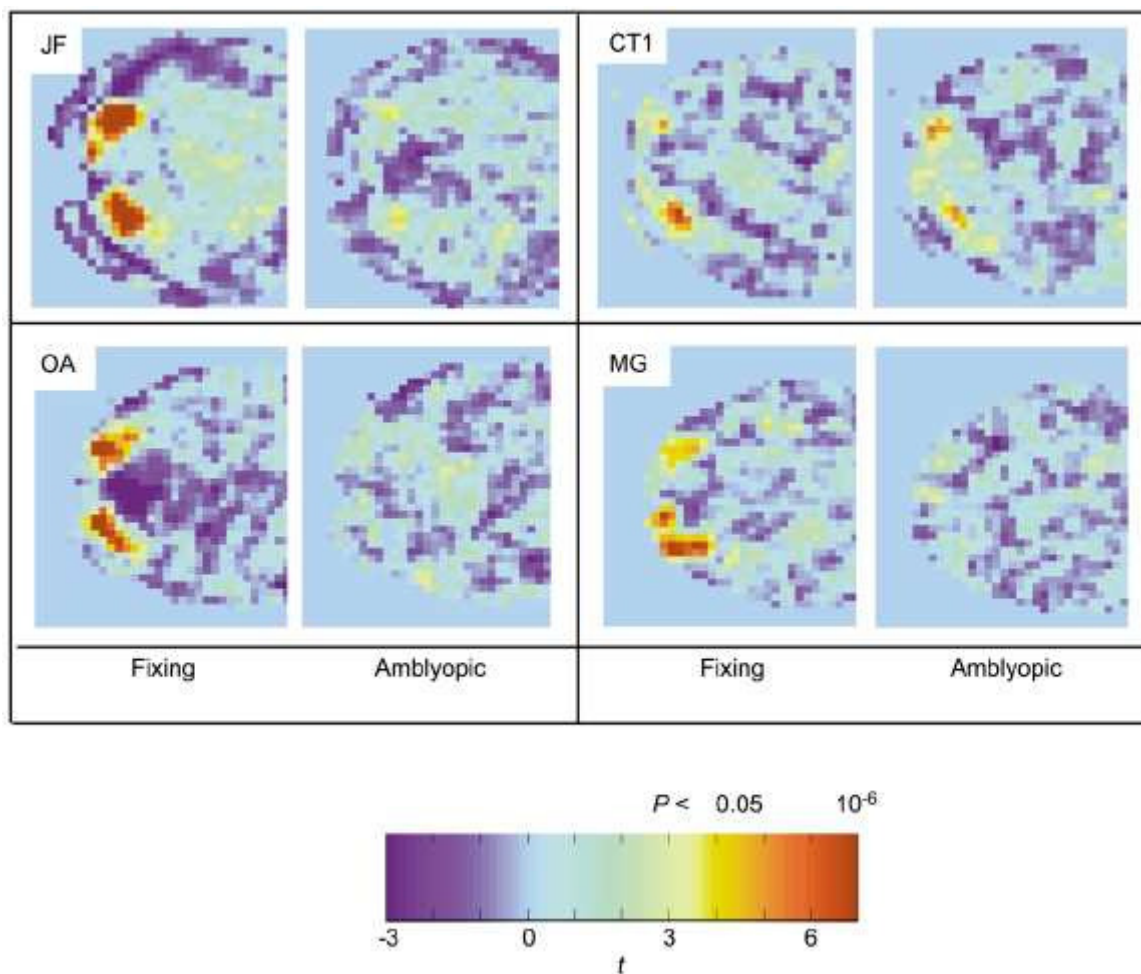 JF
CT1
OA
MG
Fixing
Amblyopic
Fixing
Amblyopic
P < 0.05 10-6
-3 0 3 6
t